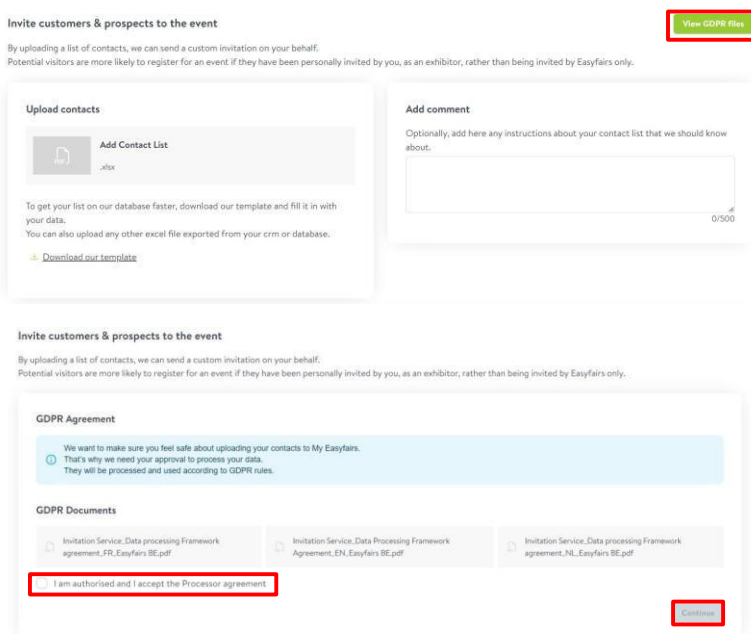 Invite customers & prospects to the event
View GDPR files
By uploading a list of contacts, we can send a custom invitation on your behalf.
Potential visitors are more likely to register for an event if they have been personally invited by you, as an exhibitor, rather than being invited by Easyfairs only.
Upload contacts
Add Contact List
.xlsx
To get your list on our database faster, download our template and fill it in with
your data.
You can also upload any other excel file exported from your crm or database.
Download our template
Add comment
Optionally, add here any instructions about your contact list that we should know
about.
0/500
Invite customers & prospects to the event
By uploading a list of contacts, we can send a custom invitation on your behalf.
Potential visitors are more likely to register for an event if they have been personally invited by you, as an exhibitor, rather than being invited by Easyfairs only.
GDPR Agreement
We want to make sure you feel safe about uploading your contacts to My Easyfairs.
That's why we need your approval to process your data.
They will be processed and used according to GDPR rules.
GDPR Documents
Invitation Service_Data processing Framework
agreement_FR_Easyfairs BE.pdf
Invitation Service_Data Processing Framework
Agreement_EN_Easyfairs BE.pdf
Invitation Service_Data processing Framework
agreement_NL_Easyfairs BE.pdf
I am authorised and I accept the Processor agreement
Continue